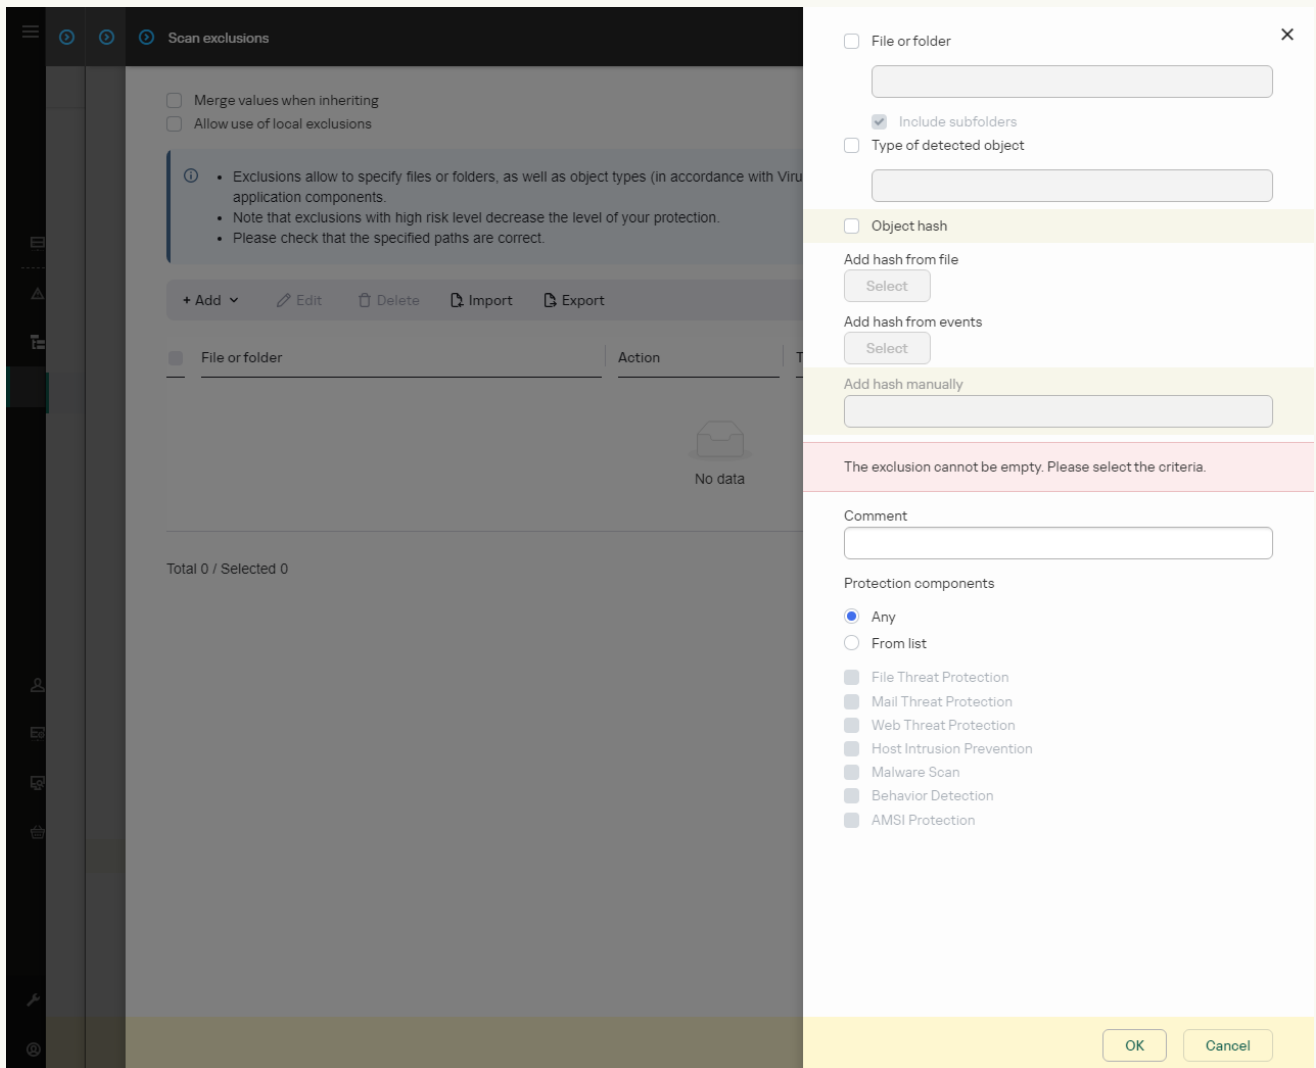 Scan exclusions
Merge values when inheriting
Allow use of local exclusions
• Exclusions allow to specify files or folders, as well as object types (in accordance with
application components.
• Note that exclusions with high risk level decrease the level of your protection.
• Please check that the specified paths are correct.
+ Add Edit Delete Import Export
File or folder Action
No data
Total 0 / Selected 0
File or folder
Include subfolders
Type of detected object
Object hash
Add hash from file
Select
Add hash from events
Select
Add hash manually
The exclusion cannot be empty. Please select the criteria.
Comment
Protection components
Any
From list
File Threat Protection
Mail Threat Protection
Web Threat Protection
Host Intrusion Prevention
Malware Scan
Behavior Detection
AMSI Protection
OK Cancel